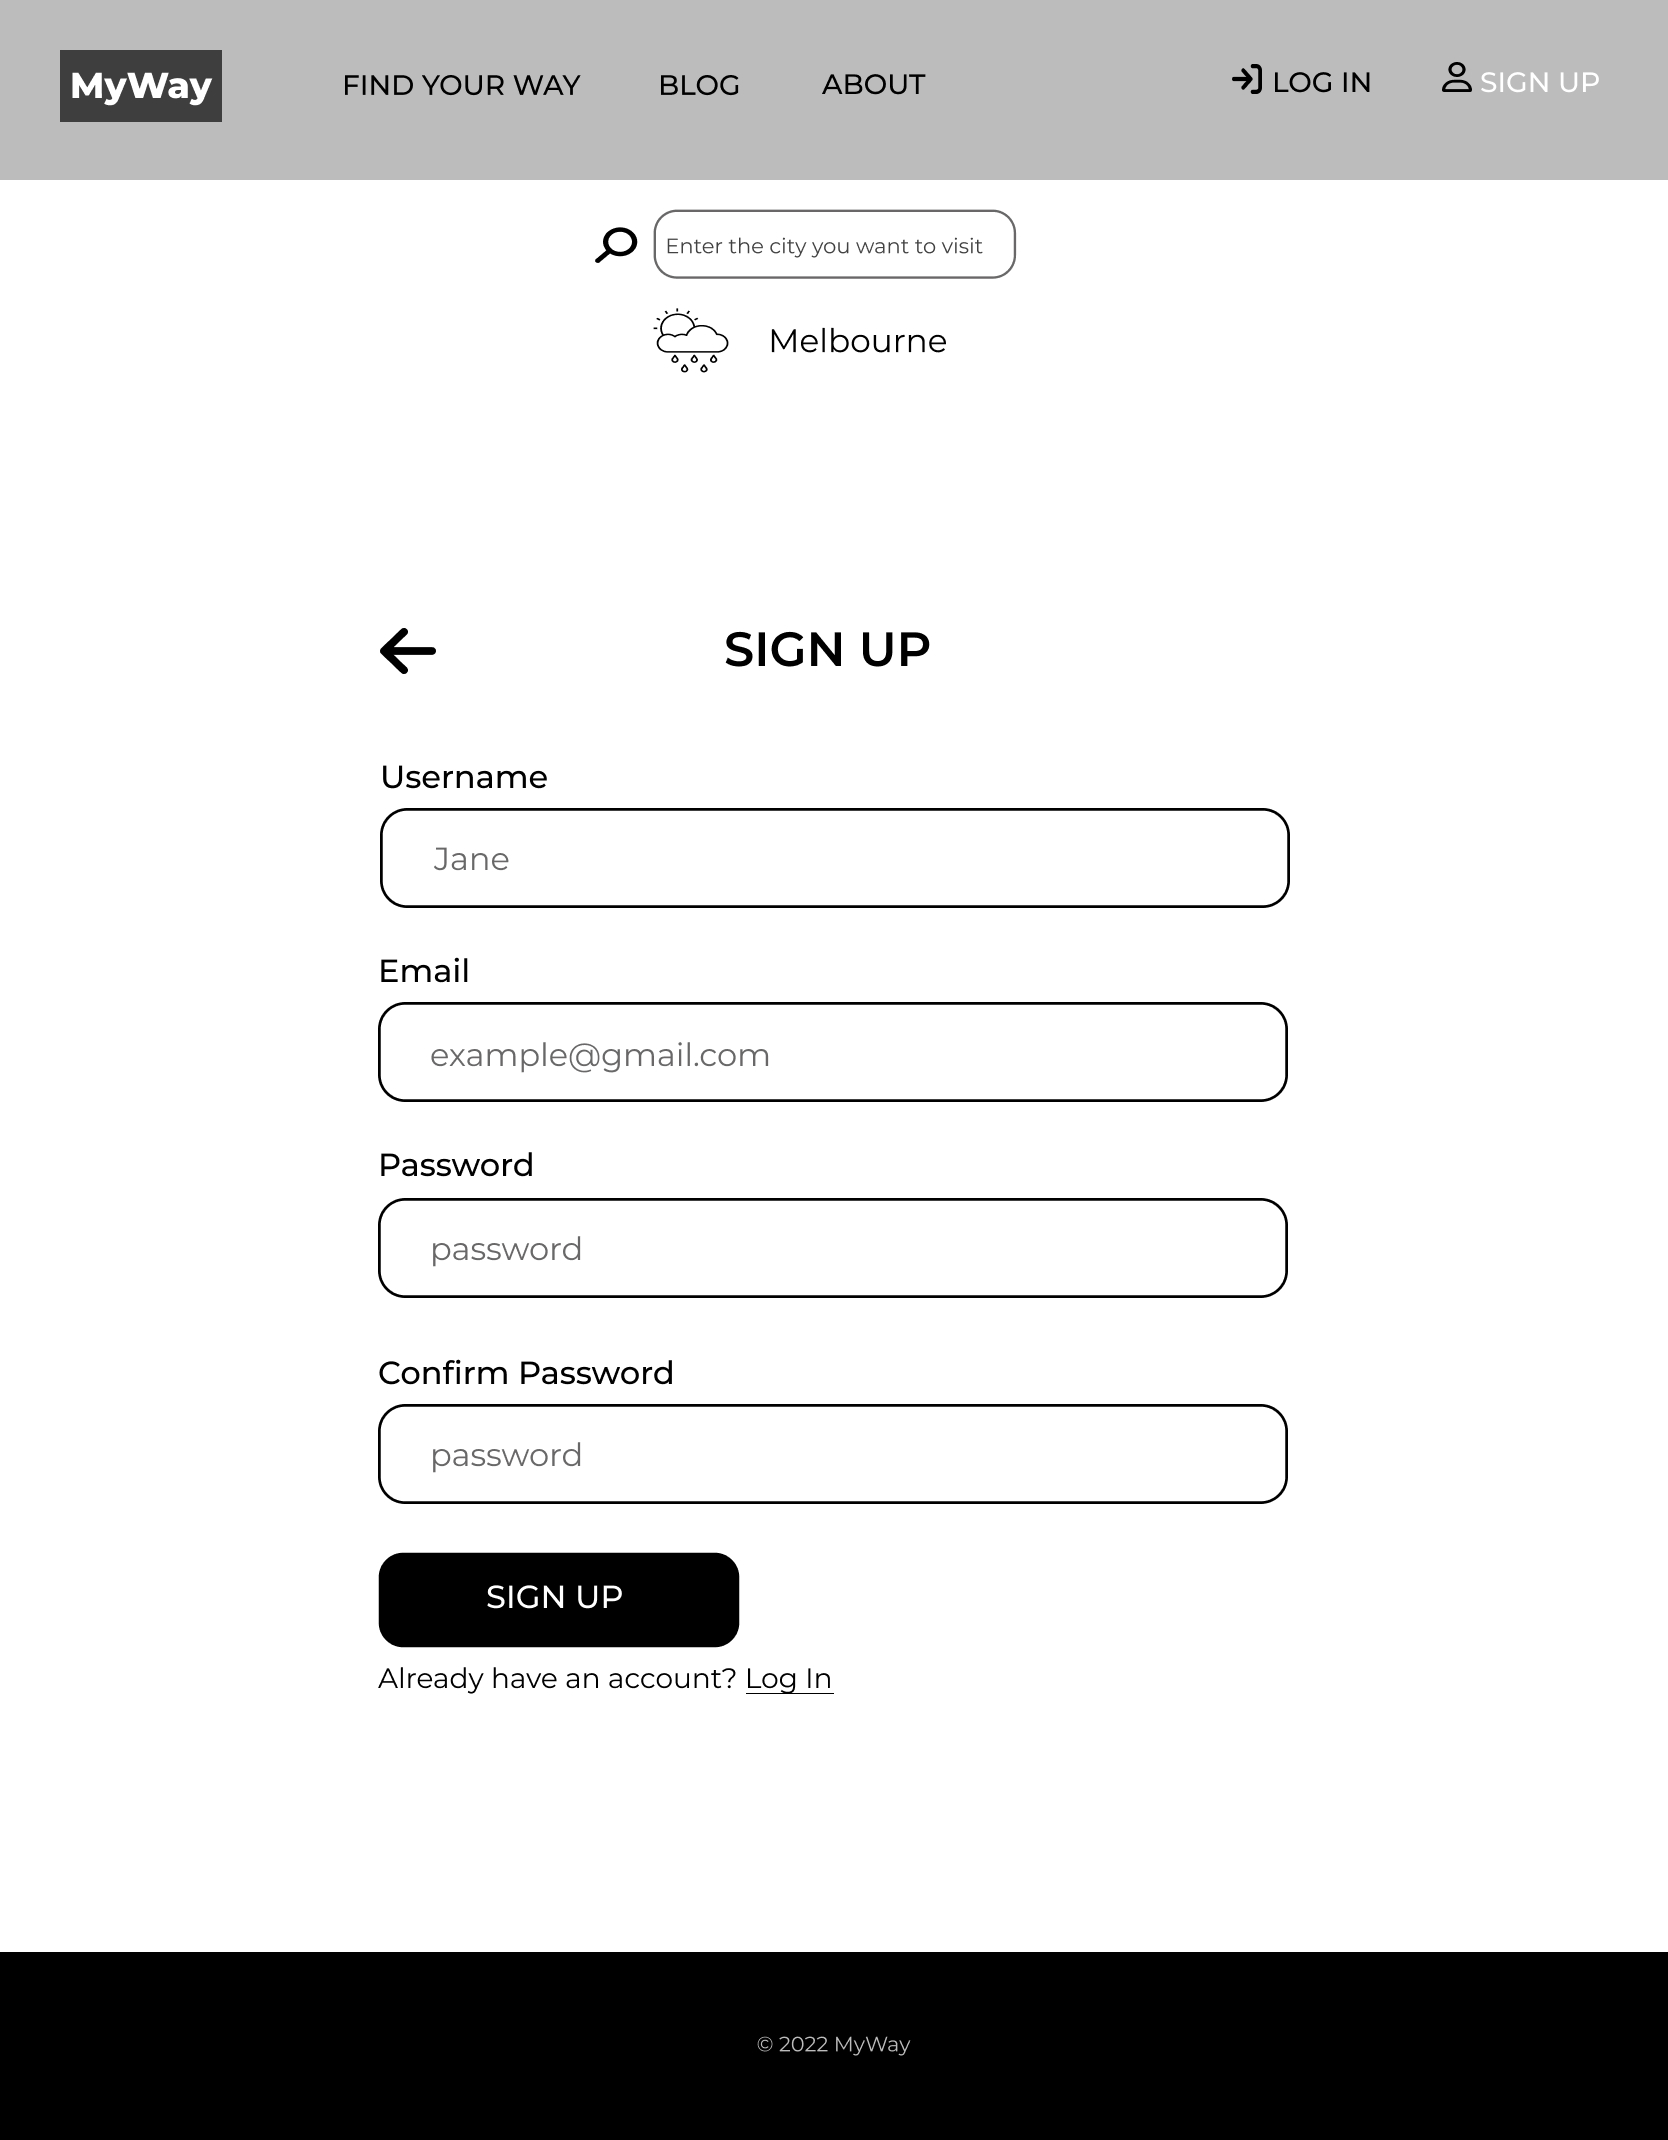 MyWay
FIND YOUR WAY
BLOG
ABOUT
LOG IN
SIGN UP
Enter the city you want to visit
Melbourne
SIGN UP
Username
Jane
Email
example@gmail.com
Password
password
Confirm Password
password
SIGN UP
Already have an account? Log In
© 2022 MyWay